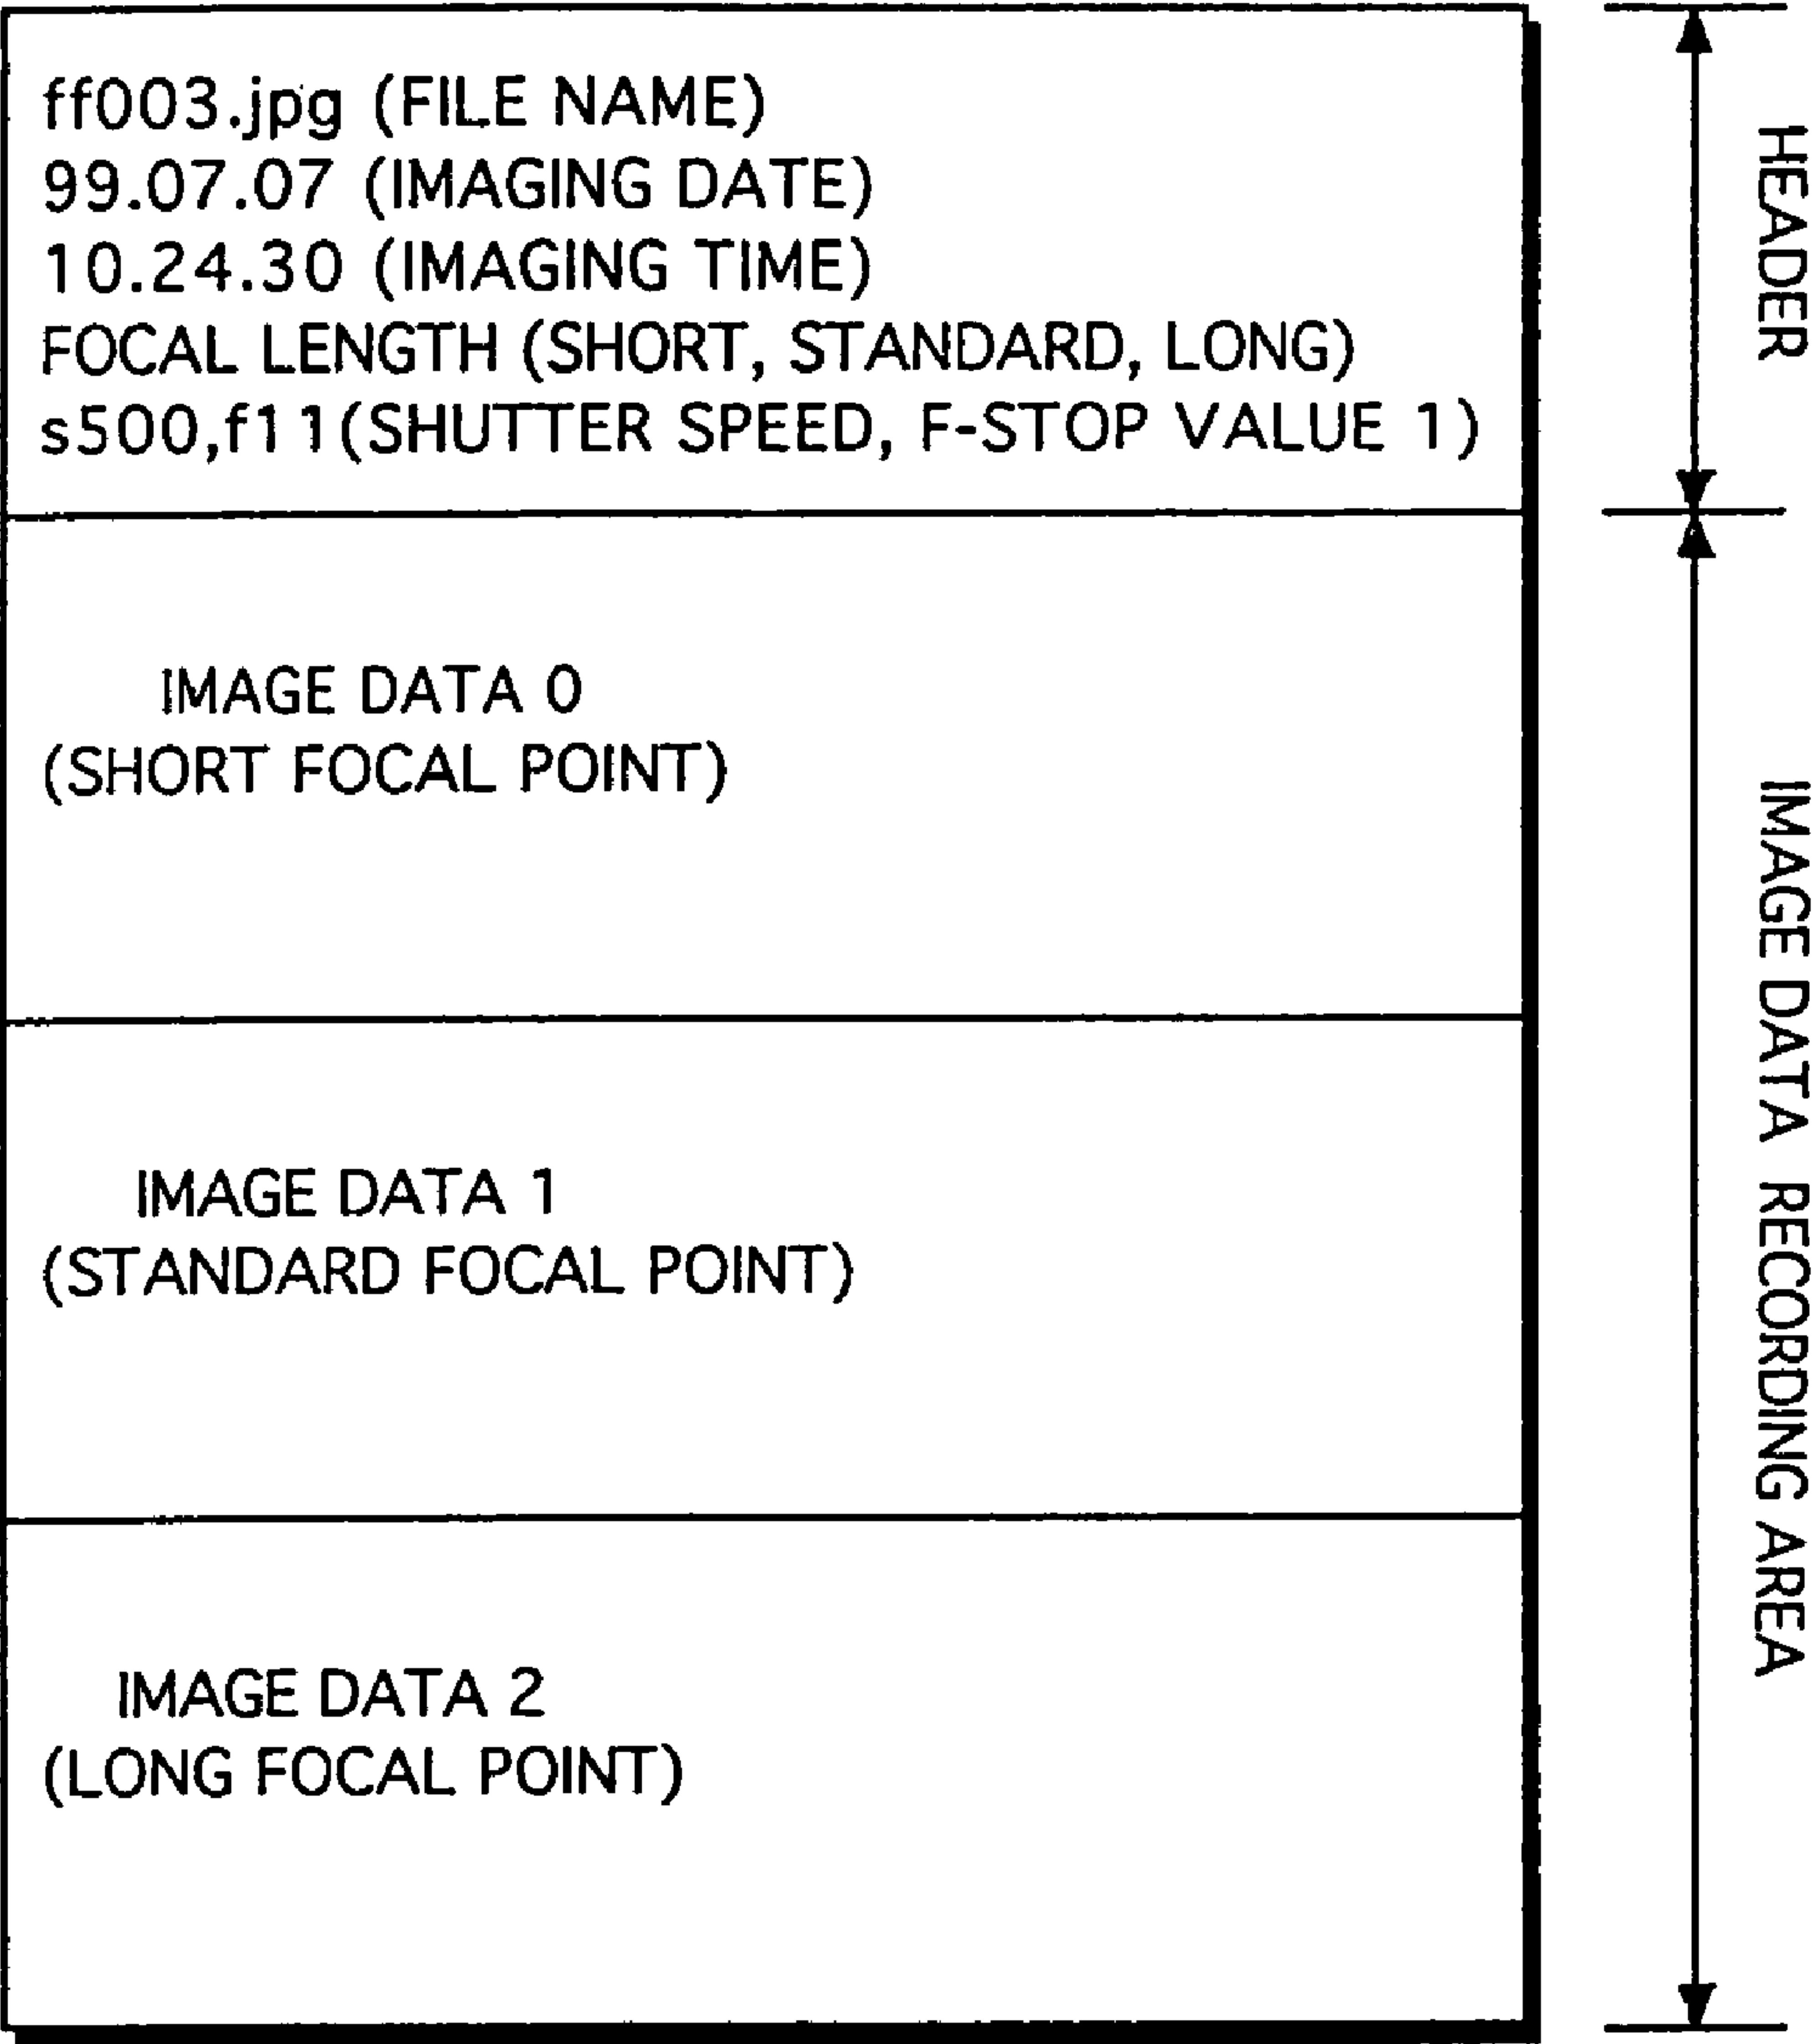 ff003.jpg (FILE NAME)
99.07.07 (IMAGING DATE)
10.24.30 (IMAGING TIME)
FOCAL LENGTH (SHORT, STANDARD, LONG)
s500,f11(SHUTTER SPEED, F-STOP VALUE 1)
HEADER
IMAGE DATA 0
(SHORT FOCAL POINT)
IMAGE DATA 1
(STANDARD FOCAL POINT)
IMAGE DATA 2
(LONG FOCAL POINT)
IMAGE DATA RECORDING AREA